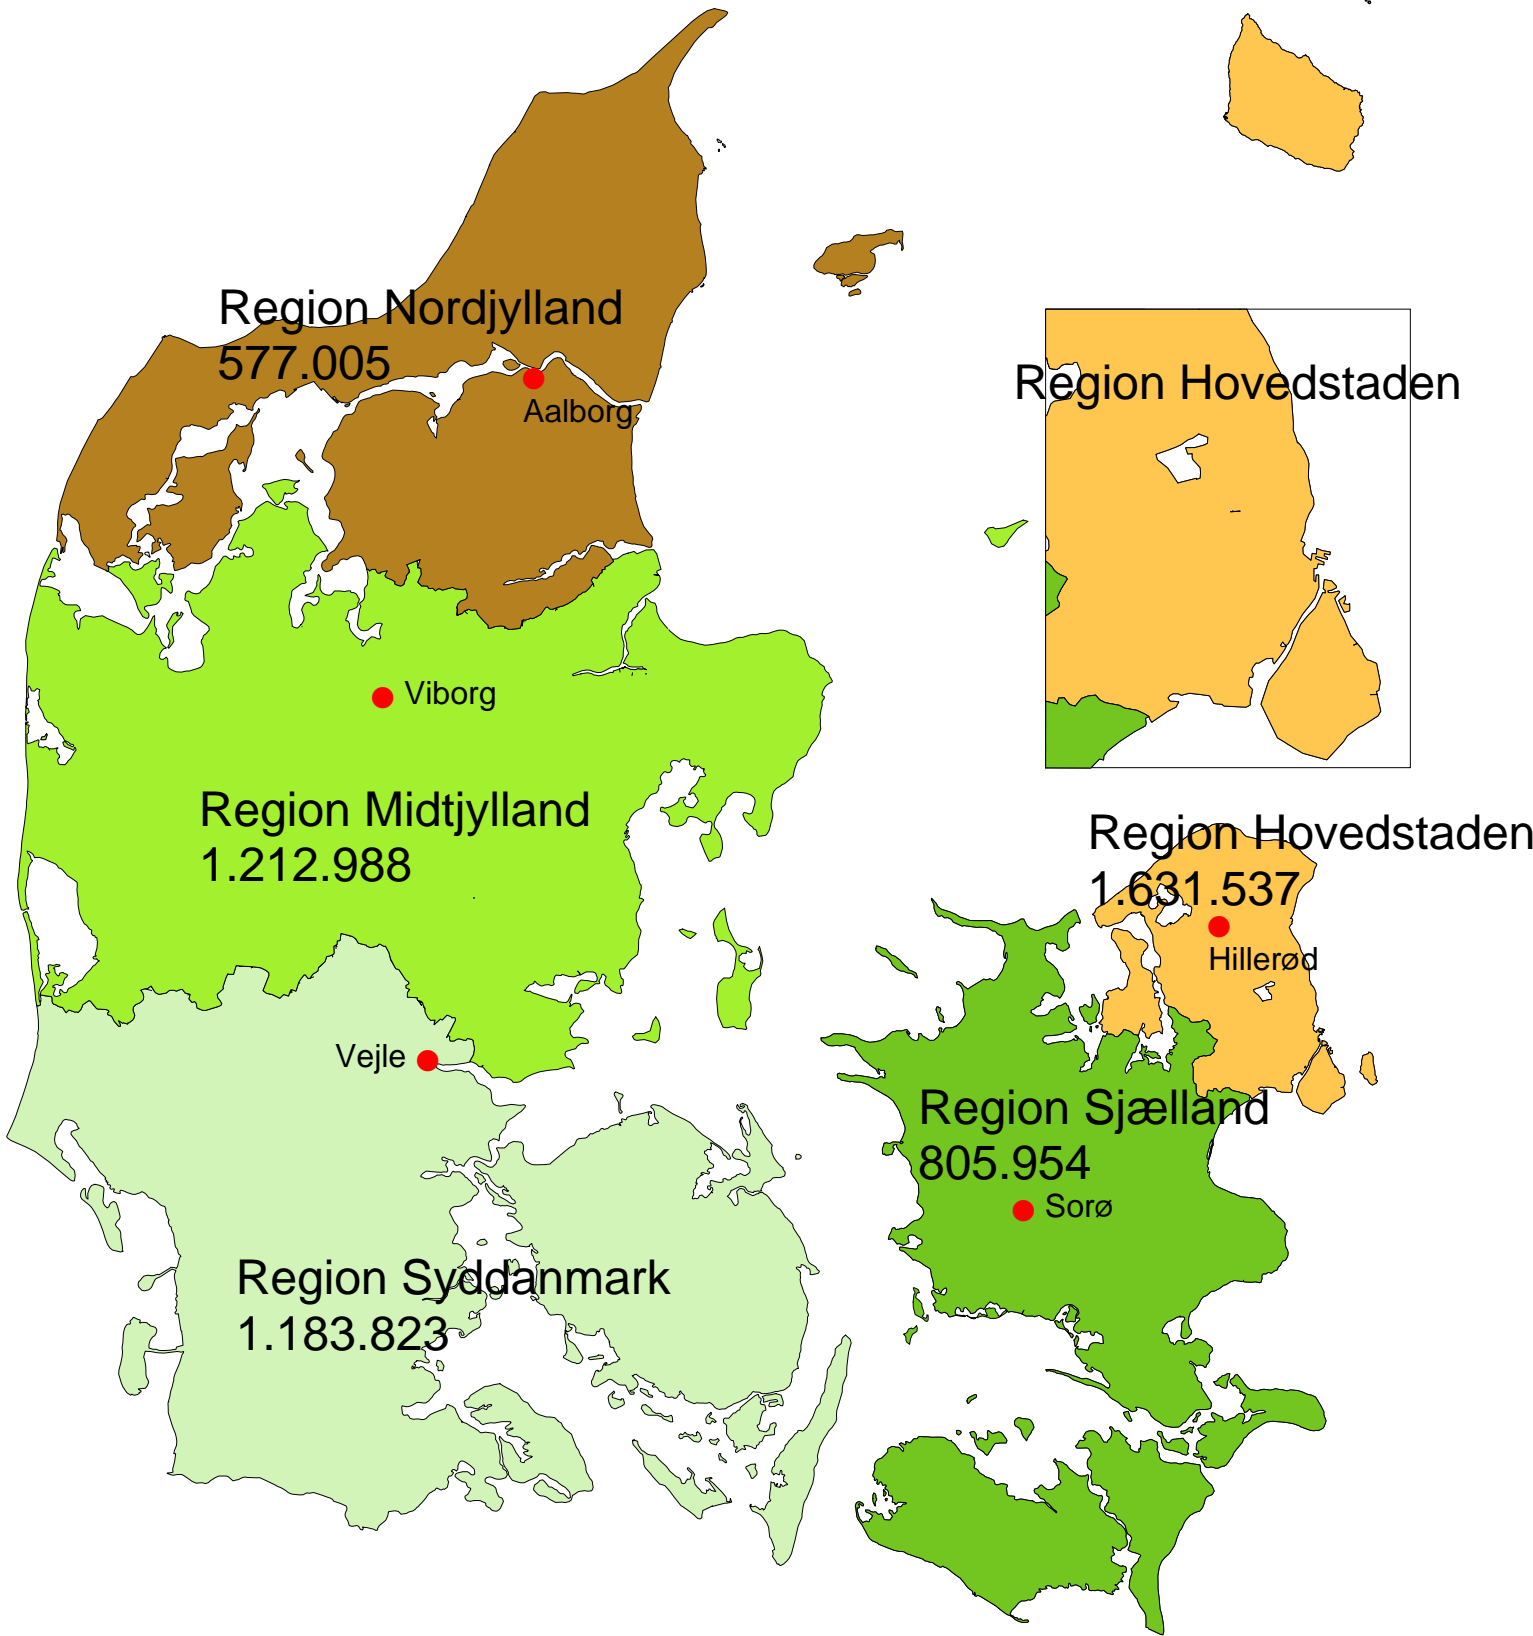 Region Nordjylland
577.005
Aalborg
Region Hovedstaden
Viborg
Region Midtjylland
1.212.988
Region Hovedstaden
1.631.537
Hillerød
Vejle
Region Sjælland
805.954
Sorø
Region Syddanmark
1.183.823